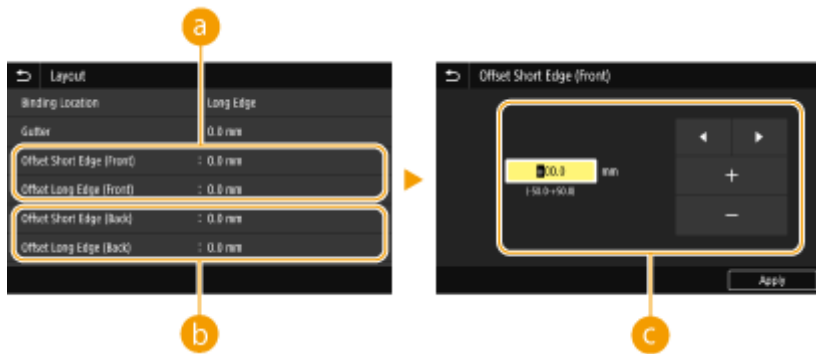 a
Layout
Binding Location Long Edge
Gutter 0.0 mm
Offset Short Edge (Front) : 0.0 mm
Offset Long Edge (Front) : 0.0 mm
Offset Short Edge (Back) : 0.0 mm
Offset Long Edge (Back) : 0.0 mm
b
Offset Short Edge (Front)
+00.0 mm
(-50.0-+50.0)
+
-
Apply
c